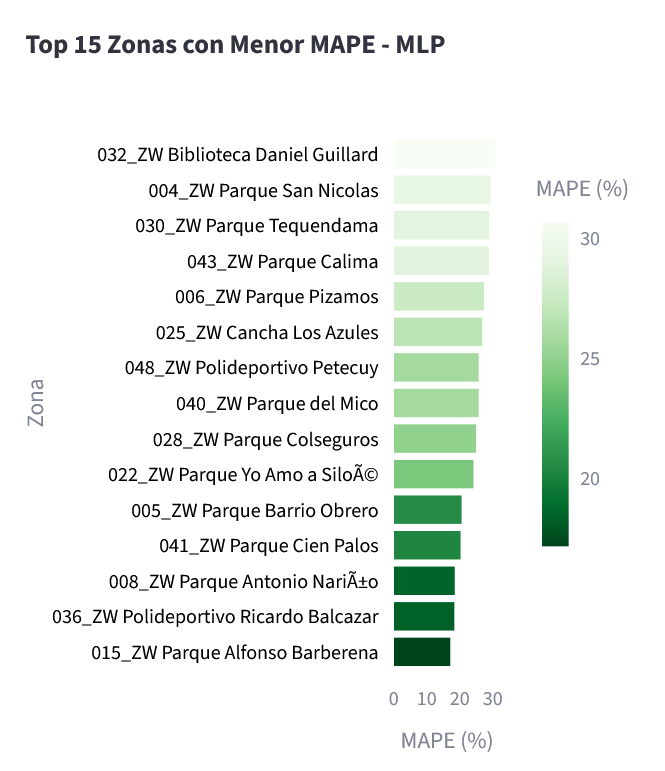 Top 15 Zonas con Menor MAPE - MLP
032_ZW Biblioteca Daniel Guillard
004_ZW Parque San Nicolas
030_ZW Parque Tequendama
043_ZW Parque Calima
006_ZW Parque Pizamos
025_ZW Cancha Los Azules
048_ZW Polideportivo Petecuy
040_ZW Parque del Mico
028_ZW Parque Colseguros
022_ZW Parque Yo Amo a SiloÃ©
005_ZW Parque Barrio Obrero
041_ZW Parque Cien Palos
008_ZW Parque Antonio NariÃ±o
036_ZW Polideportivo Ricardo Balcazar
015_ZW Parque Alfonso Barberena
Zona
0 10 20 30
MAPE (%)
MAPE (%)
30
25
20